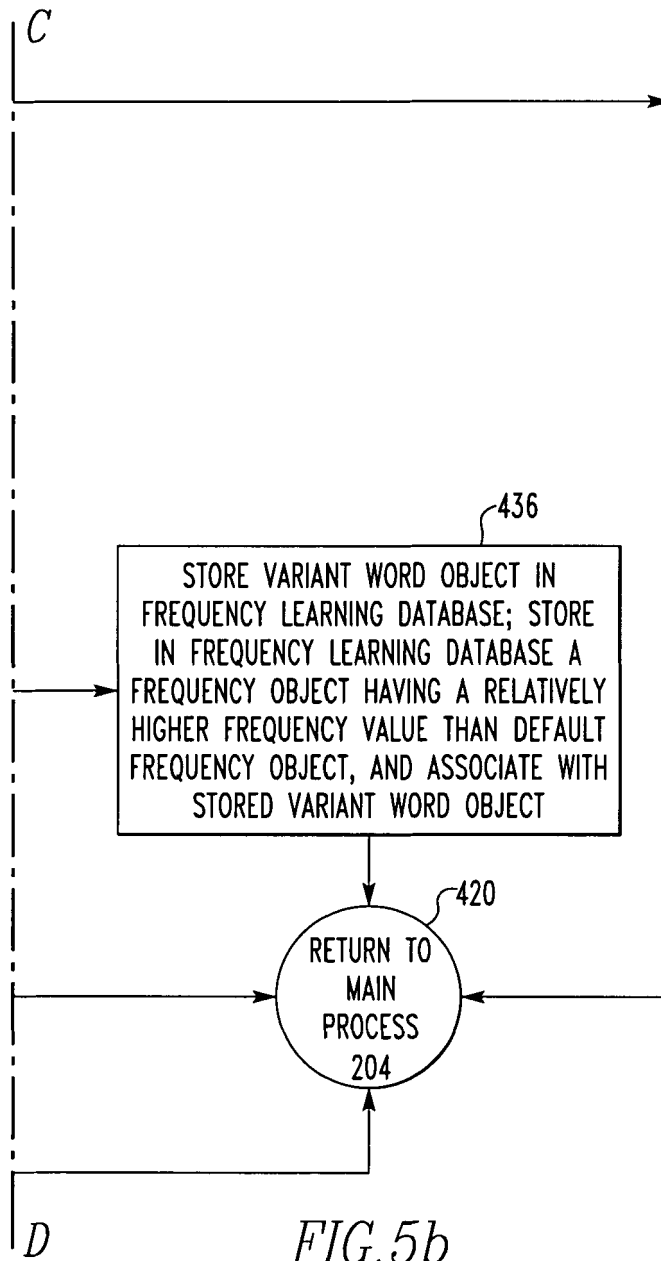 C
436
STORE VARIANT WORD OBJECT IN
FREQUENCY LEARNING DATABASE; STORE
IN FREQUENCY LEARNING DATABASE A
FREQUENCY OBJECT HAVING A RELATIVELY
HIGHER FREQUENCY VALUE THAN DEFAULT
FREQUENCY OBJECT, AND ASSOCIATE WITH
STORED VARIANT WORD OBJECT
420
RETURN TO
MAIN
PROCESS
204
D
FIG.5b